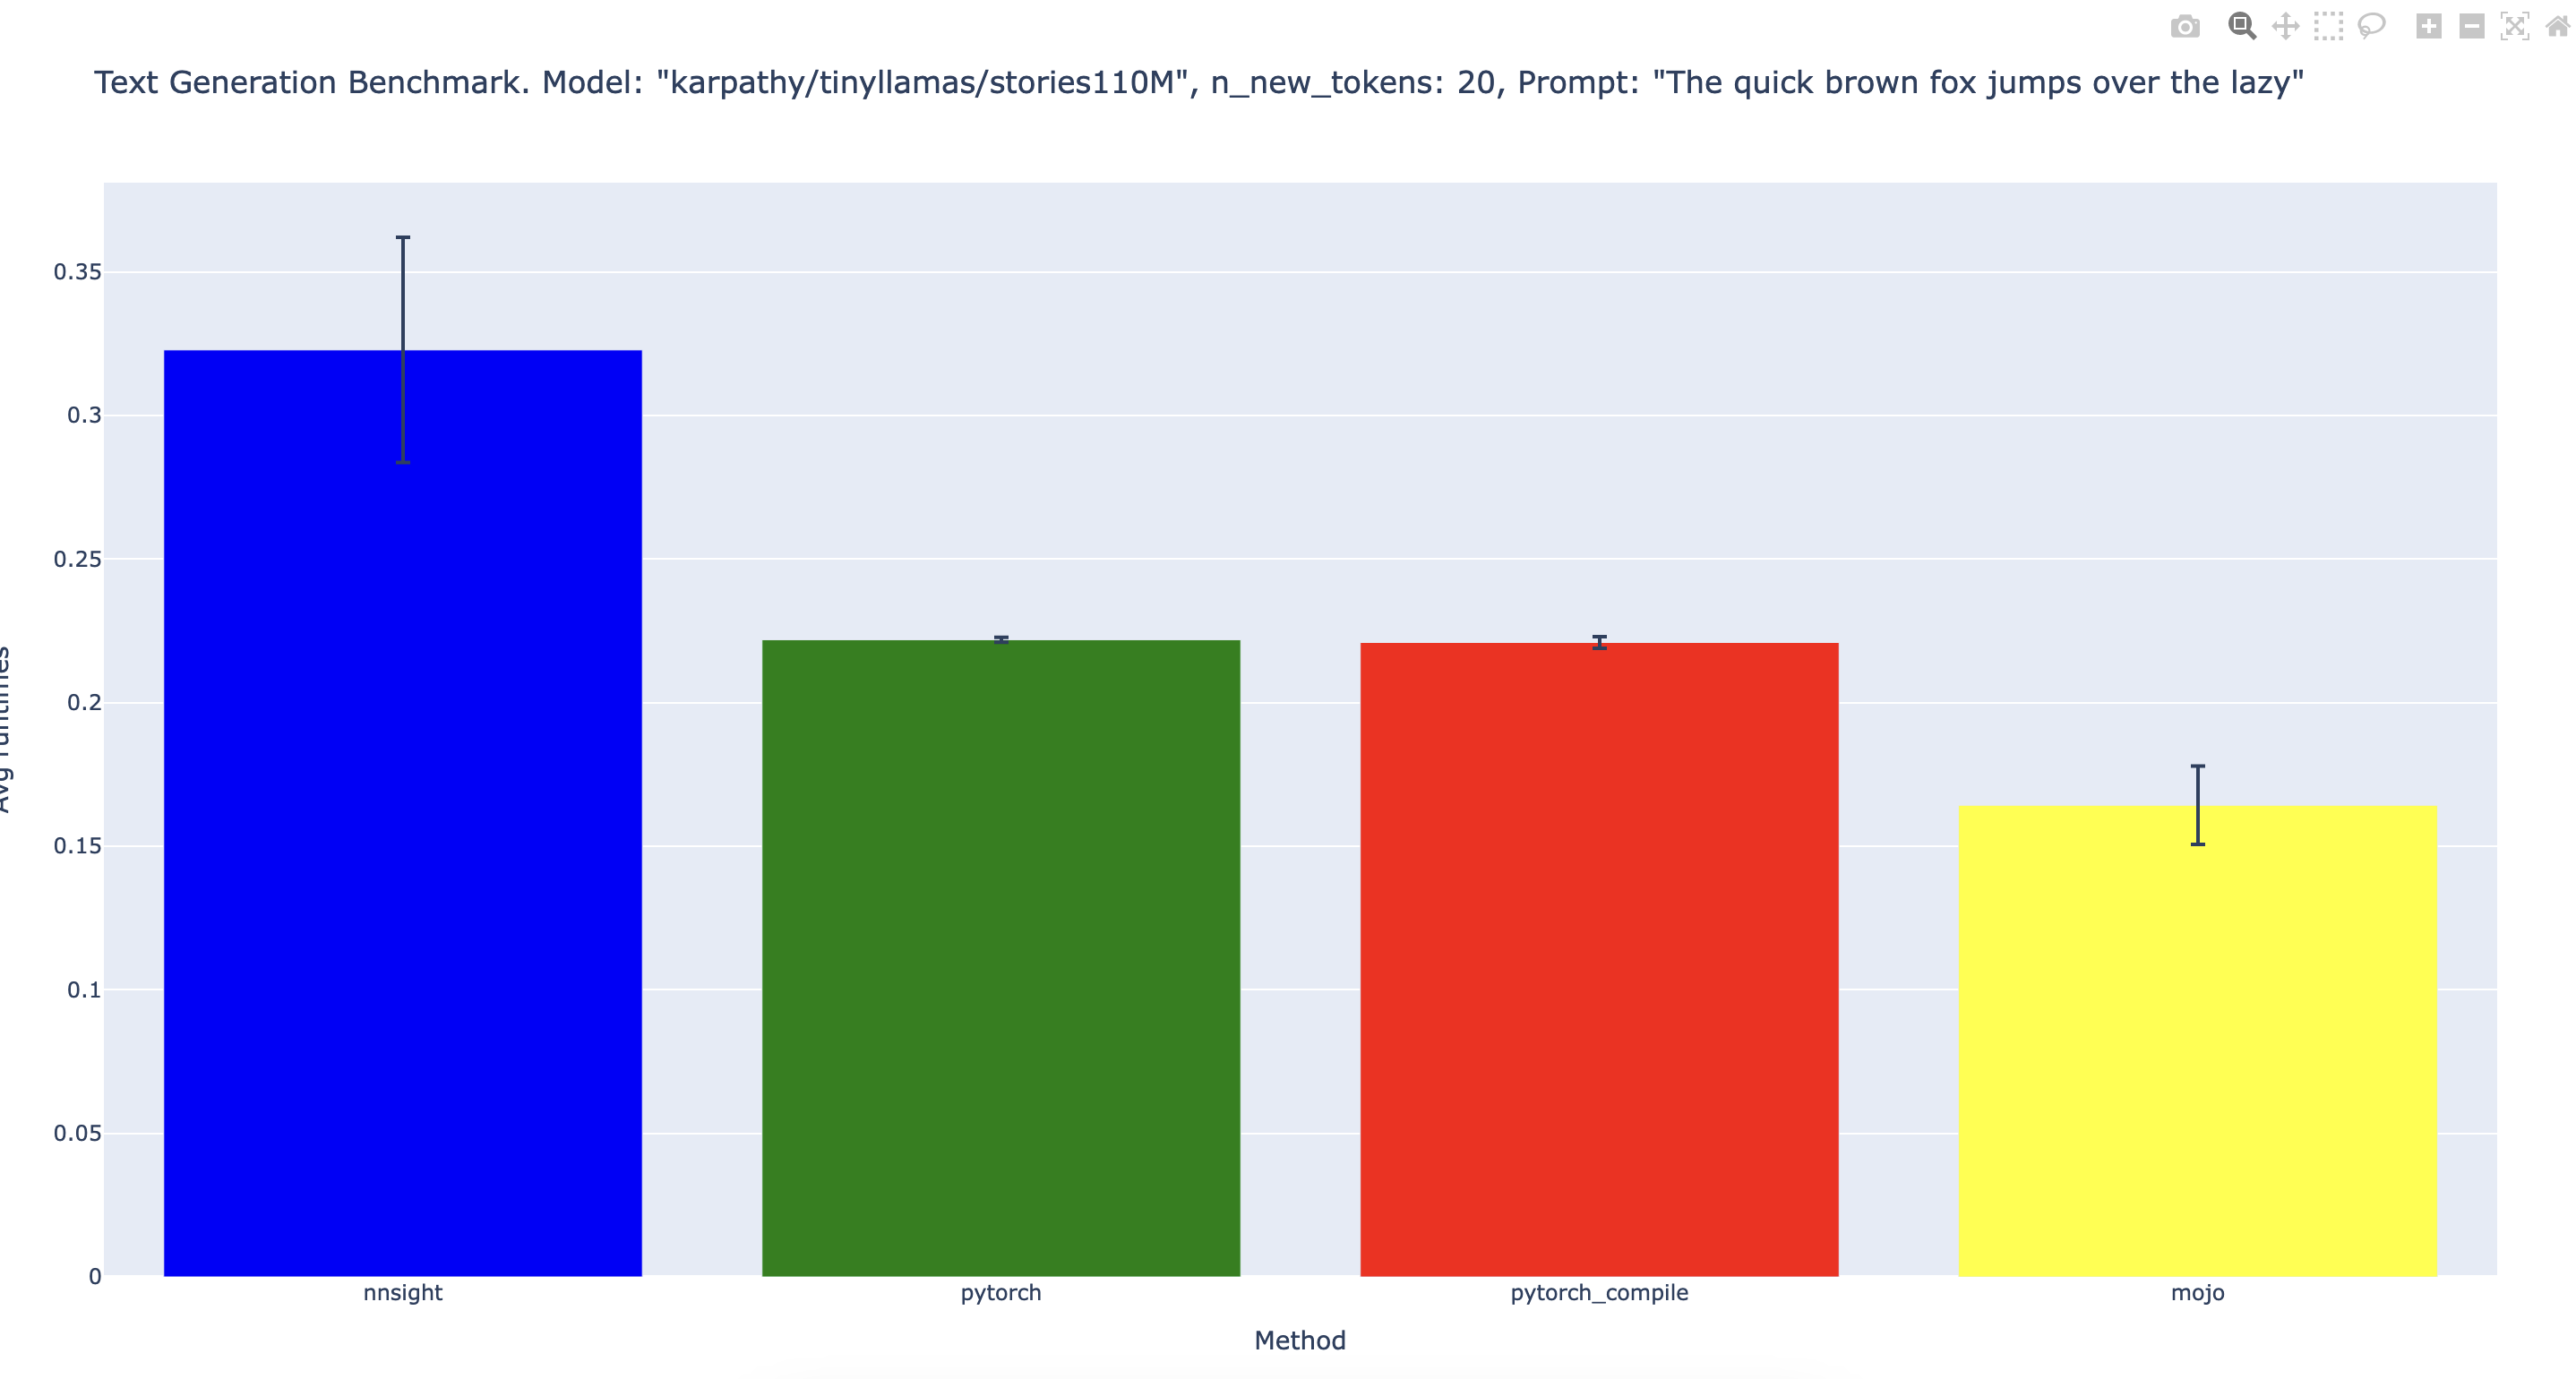 Text Generation Benchmark. Model: "karpathy/tinyllamas/stories110M", n_new_tokens: 20, Prompt: "The quick brown fox jumps over the lazy"
0.35
0.3
0.25
0.2
0.15
0.1
0.05
0
Avg runtimes
nnsight pytorch pytorch_compile mojo
Method